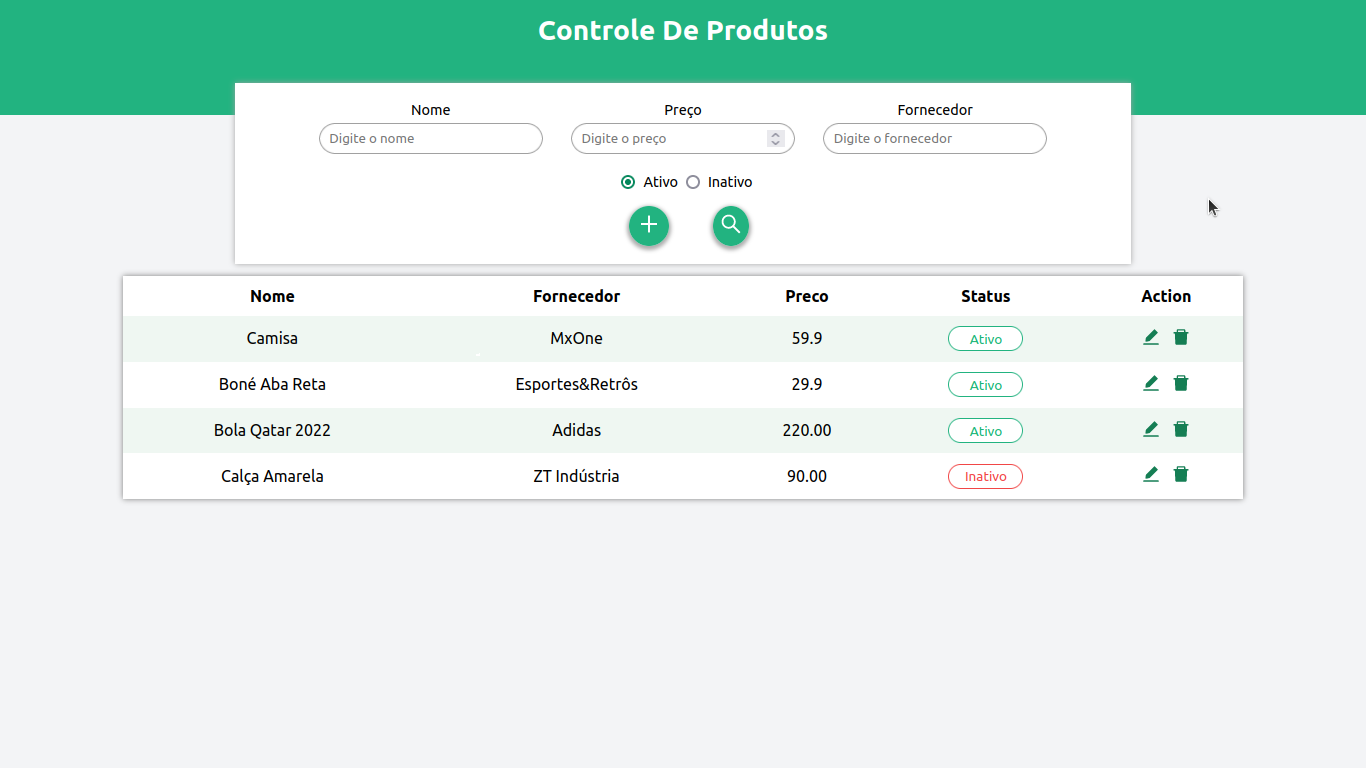 Controle De Produtos
Nome Preço Fornecedor
Digite o nome Digite o preço Digite o fornecedor
Ativo Inativo
Nome Fornecedor Preco Status Action
Camisa MxOne 59.9 Ativo
Boné Aba Reta Esportes&Retrôs 29.9 Ativo
Bola Qatar 2022 Adidas 220.00 Ativo
Calça Amarela ZT Indústria 90.00 Inativo